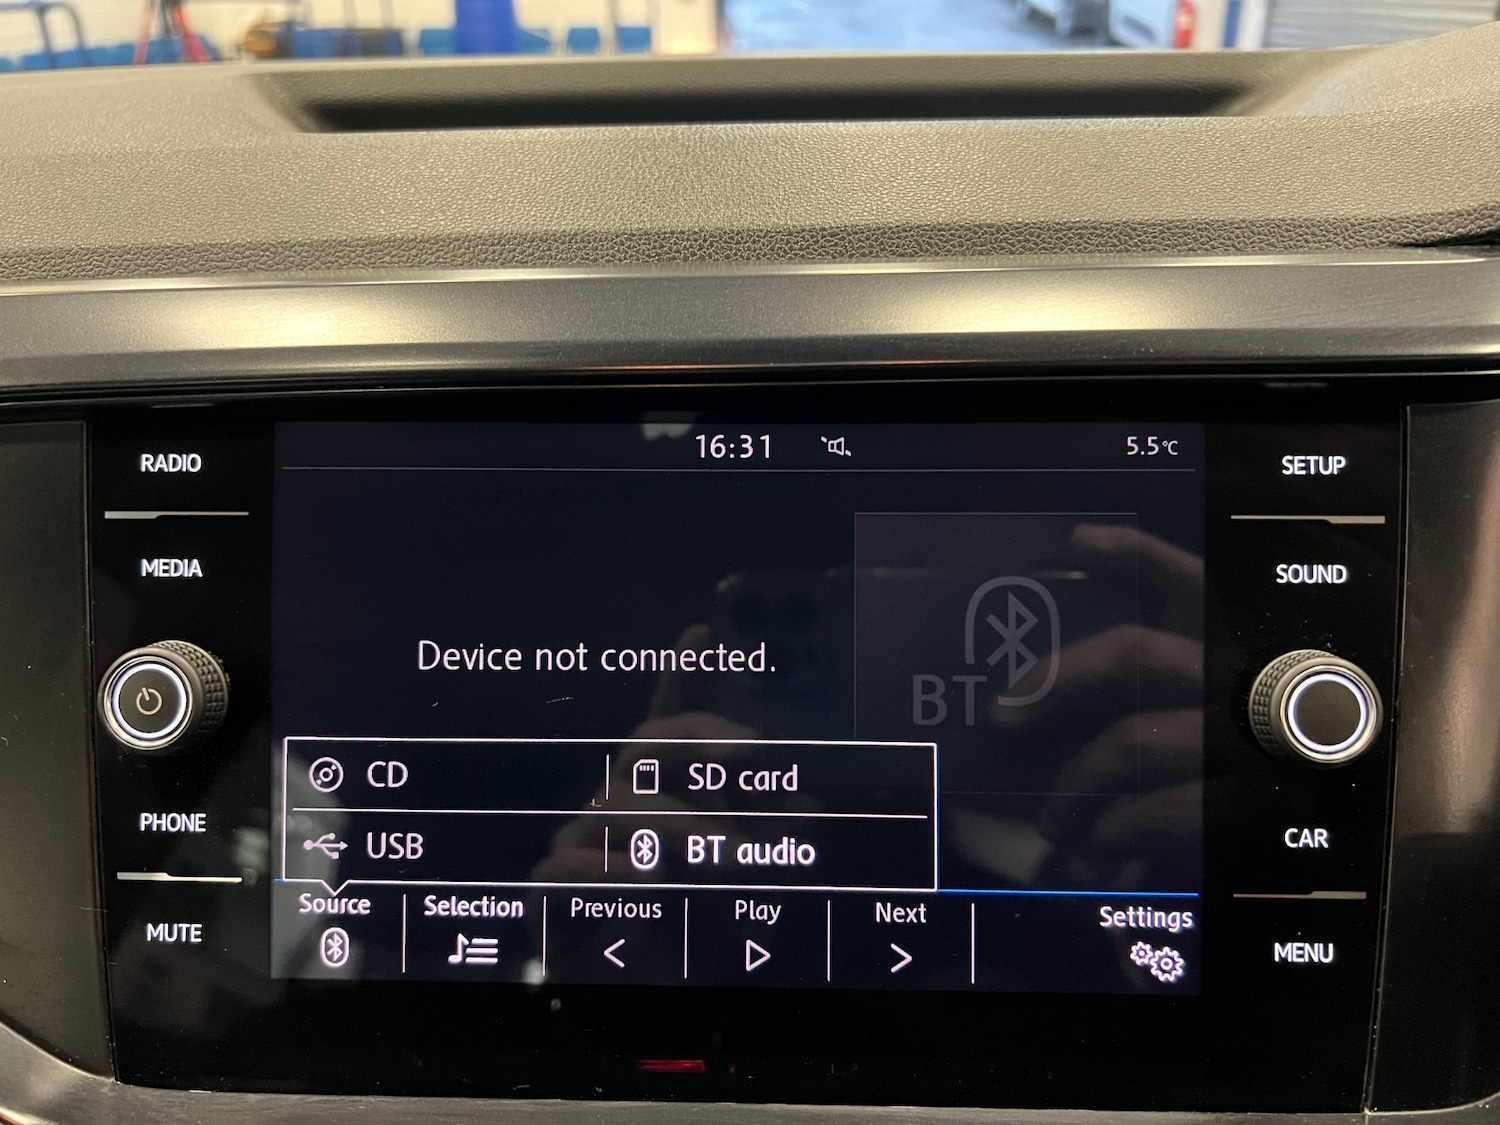 16:31 5.5°C
RADIO
MEDIA
PHONE
MUTE
Device not connected.
BT
CD SD card
USB BT audio
Source Selection Previous Play Next Settings
SETUP
SOUND
CAR
MENU